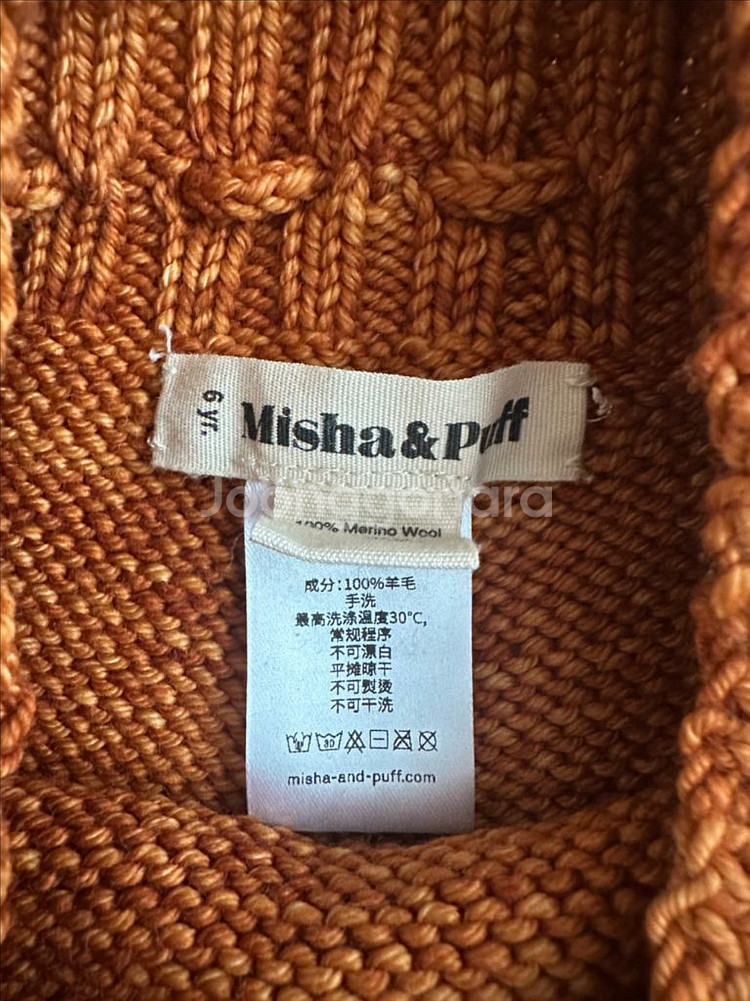 6 yr.
Misha & Puff
Joonggonara
100% Merino Wool
成分:100%羊毛
手洗
最高洗涤温度30℃,
常规程序
不可漂白
平摊晾干
不可熨烫
不可干洗
30
misha-and-puff.com